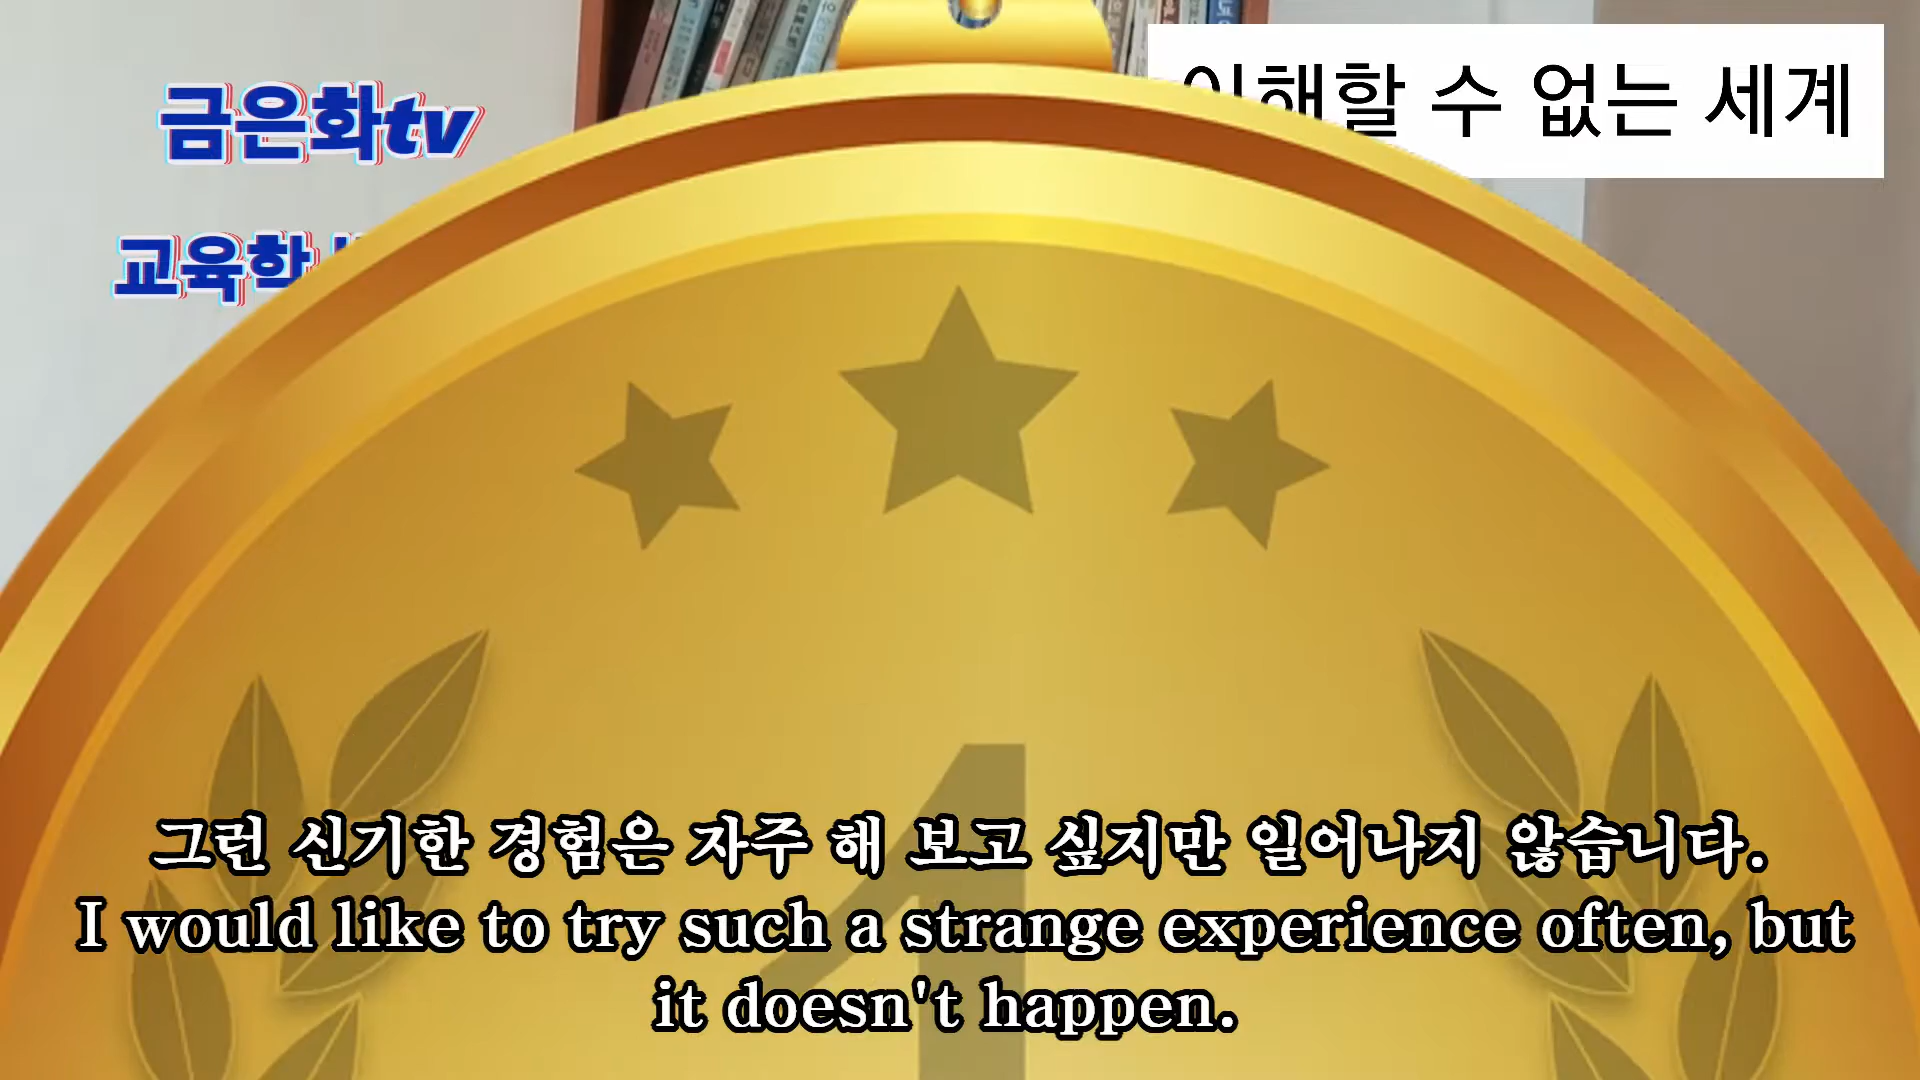 금은화tv
이해할 수 없는 세계
교육학
1
그런 신기한 경험은 자주 해 보고 싶지만 일어나지 않습니다.
I would like to try such a strange experience often, but
it doesn't happen.